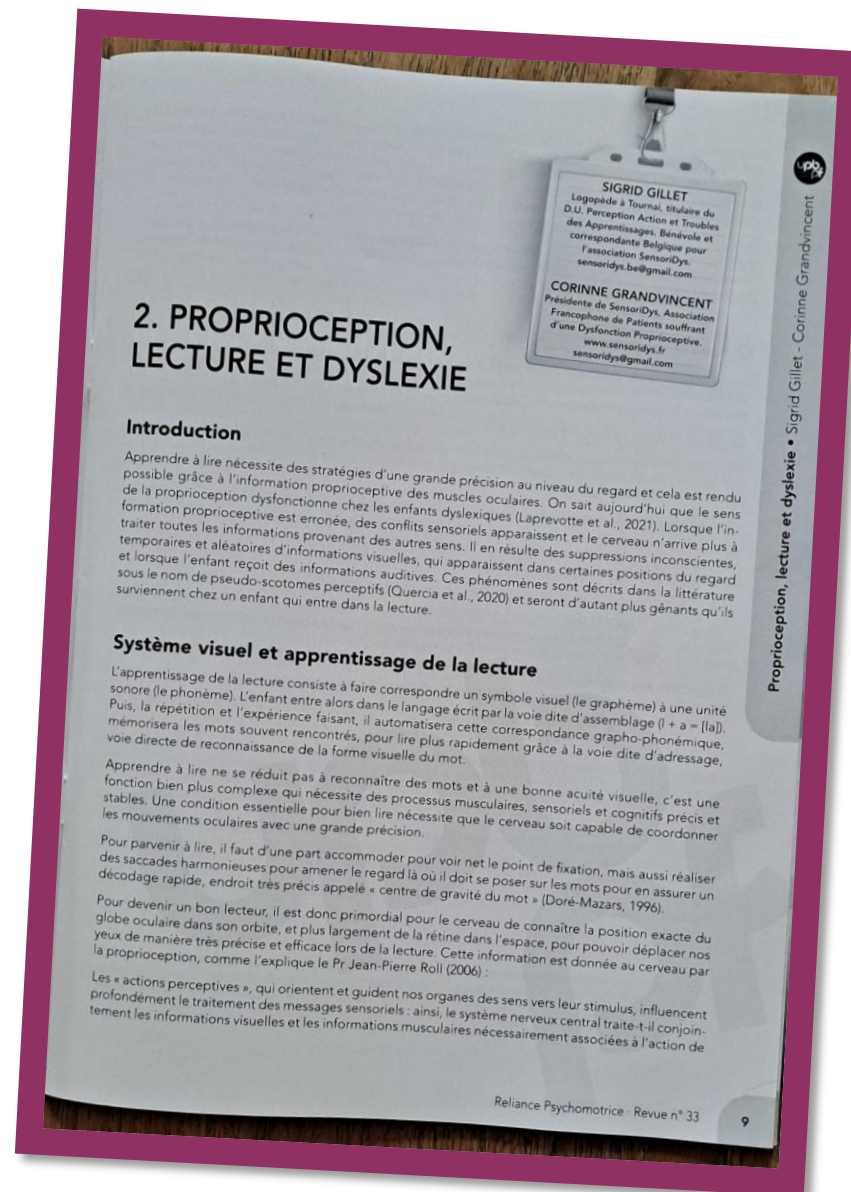 SIGRID GILLET
Logopède à Tournai, titulaire du
D.U. Perception Action et Troubles
des Apprentissages. Bénévole et
correspondante Belgique pour
l'association SensoriDys.
sensoridys.be@gmail.com
CORINNE GRANDVINCENT
Présidente de SensoriDys, Association
Francophone de Patients souffrant
d'une Dysfonction Proprioceptive.
www.sensoridys.fr
sensoridys@gmail.com
2. PROPRIOCEPTION,
LECTURE ET DYSLEXIE
Introduction
Apprendre à lire nécessite des stratégies d'une grande précision au niveau du regard et cela est rendu
possible grâce à l'information proprioceptive des muscles oculaires. On sait aujourd'hui que le sens
de la proprioception dysfonctionne chez les enfants dyslexiques (Laprevotte et al., 2021). Lorsque l'in-
formation proprioceptive est erronée, des conflits sensoriels apparaissent et le cerveau n'arrive plus à
traiter toutes les informations provenant des autres sens. Il en résulte des suppressions inconscientes,
temporaires et aléatoires d'informations visuelles, qui apparaissent dans certaines positions du regard
et lorsque l'enfant reçoit des informations auditives. Ces phénomènes sont décrits dans la littérature
sous le nom de pseudo-scotomes perceptifs (Quercia et al., 2020) et seront d'autant plus gênants qu'ils
surviennent chez un enfant qui entre dans la lecture.
Système visuel et apprentissage de la lecture
L'apprentissage de la lecture consiste à faire correspondre un symbole visuel (le graphème) à une unité
sonore (le phonème). L'enfant entre alors dans le langage écrit par la voie dite d'assemblage (l + a = [la]).
Puis, la répétition et l'expérience faisant, il automatisera cette correspondance grapho-phonémique,
mémorisera les mots souvent rencontrés, pour lire plus rapidement grâce à la voie dite d'adressage,
voie directe de reconnaissance de la forme visuelle du mot.
Apprendre à lire ne se réduit pas à reconnaître des mots et à une bonne acuité visuelle, c'est une
fonction bien plus complexe qui nécessite des processus musculaires, sensoriels et cognitifs précis et
stables. Une condition essentielle pour bien lire nécessite que le cerveau soit capable de coordonner
les mouvements oculaires avec une grande précision.
Pour parvenir à lire, il faut d'une part accommoder pour voir net le point de fixation, mais aussi réaliser
des saccades harmonieuses pour amener le regard là où il doit se poser sur les mots pour en assurer un
décodage rapide, endroit très précis appelé « centre de gravité du mot » (Doré-Mazars, 1996).
Pour devenir un bon lecteur, il est donc primordial pour le cerveau de connaître la position exacte du
globe oculaire dans son orbite, et plus largement de la rétine dans l'espace, pour pouvoir déplacer nos
yeux de manière très précise et efficace lors de la lecture. Cette information est donnée au cerveau par
la proprioception, comme l'explique le Pr Jean-Pierre Roll (2006) :
Les « actions perceptives », qui orientent et guident nos organes des sens vers leur stimulus, influencent
profondément le traitement des messages sensoriels : ainsi, le système nerveux central traite-t-il conjoin-
tement les informations visuelles et les informations musculaires nécessairement associées à l'action de
Reliance Psychomotrice · Revue n° 33
9
upb
Proprioception, lecture et dyslexie • Sigrid Gillet - Corinne Grandvincent